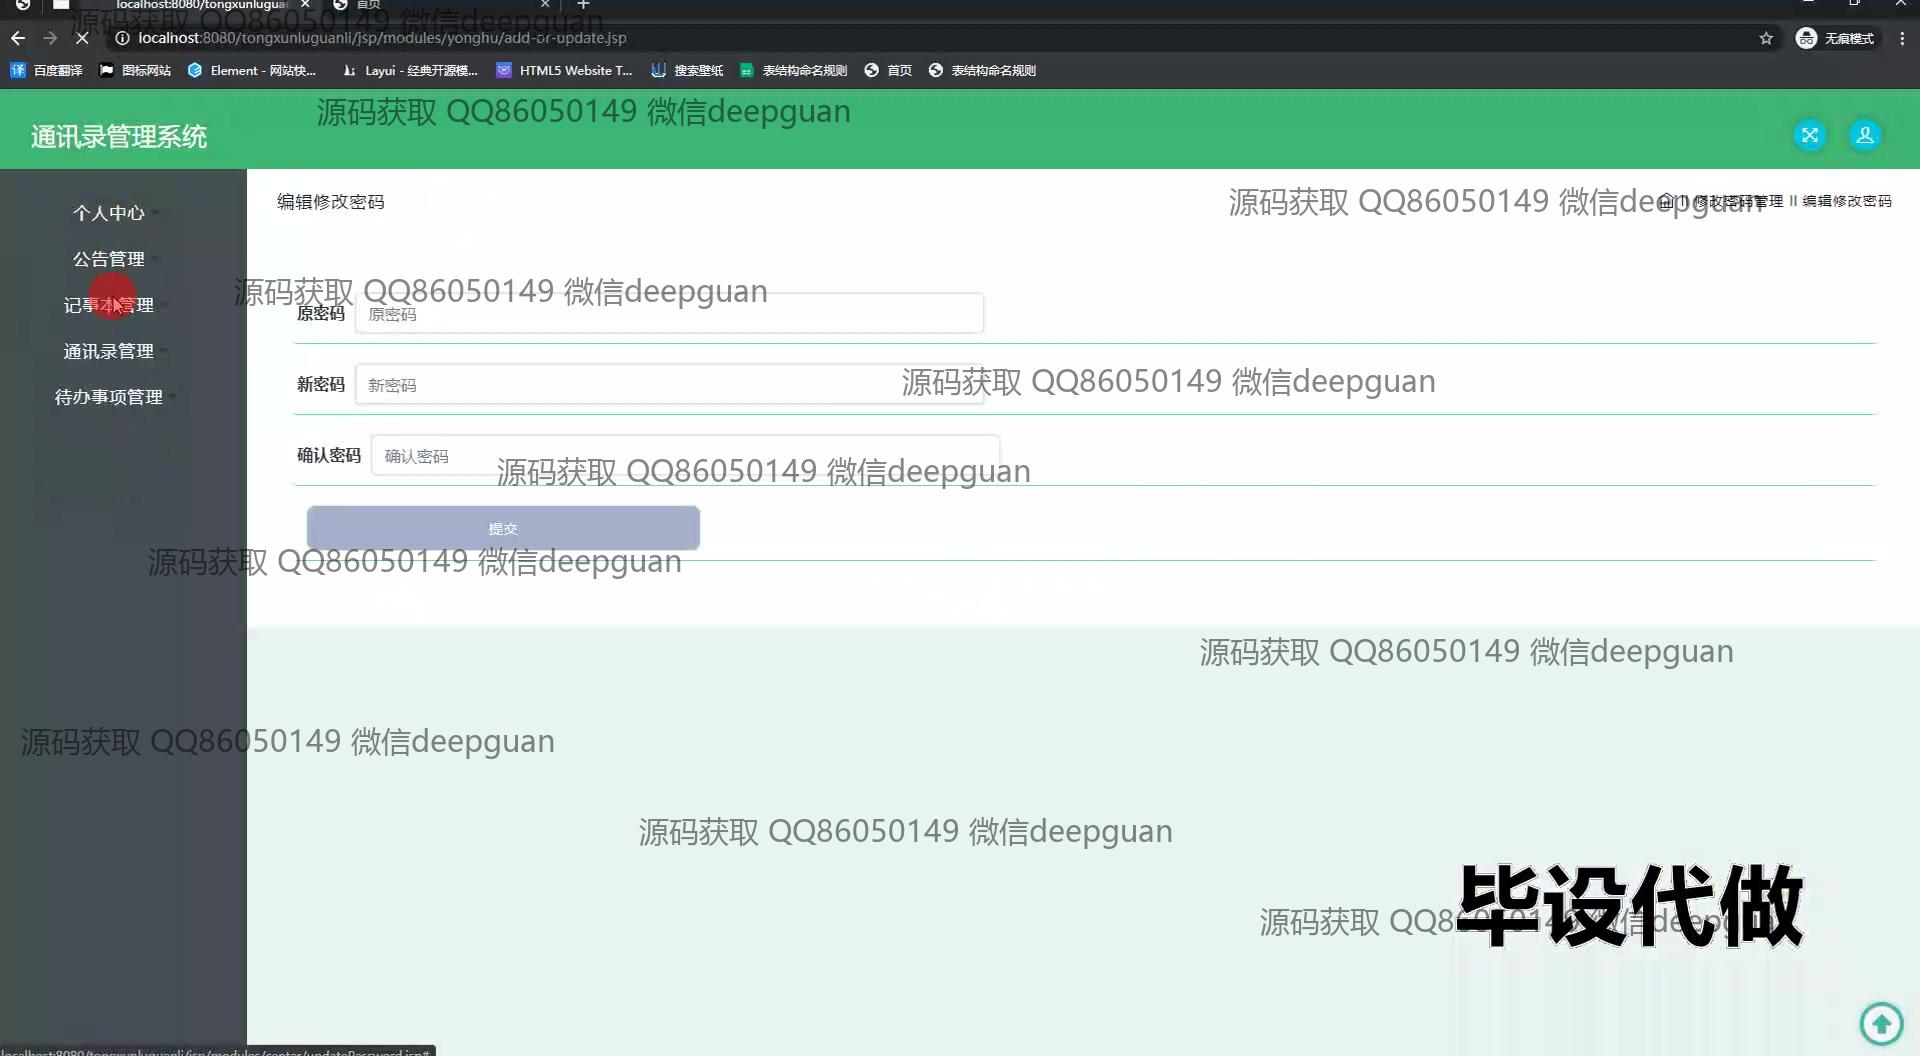 localhost:8080/tongxunluguan
首页
源码获取 QQ86050149 微信deepguan
localhost:8080/tongxunluguanli/jsp/modules/yonghu/add-or-update.jsp
无痕模式
百度翻译
图标网站
Element - 网站快...
Layui - 经典开源模...
HTML5 Website T...
搜索壁纸
表结构命名规则
首页
表结构命名规则
源码获取 QQ86050149 微信deepguan
通讯录管理系统
个人中心
公告管理
记事本管理
通讯录管理
待办事项管理
编辑修改密码
源码获取 QQ86050149 微信deepguan
\\ 修改密码管理 \\ 编辑修改密码
源码获取 QQ86050149 微信deepguan
原密码
原密码
新密码
新密码
源码获取 QQ86050149 微信deepguan
确认密码
确认密码
源码获取 QQ86050149 微信deepguan
提交
源码获取 QQ86050149 微信deepguan
源码获取 QQ86050149 微信deepguan
源码获取 QQ86050149 微信deepguan
源码获取 QQ86050149 微信deepguan
毕设代做
源码获取 QQ86050149 微信deepguan
localhost:8080/tongxunluguanli/jsp/modules/center/updatePassword.jsp#